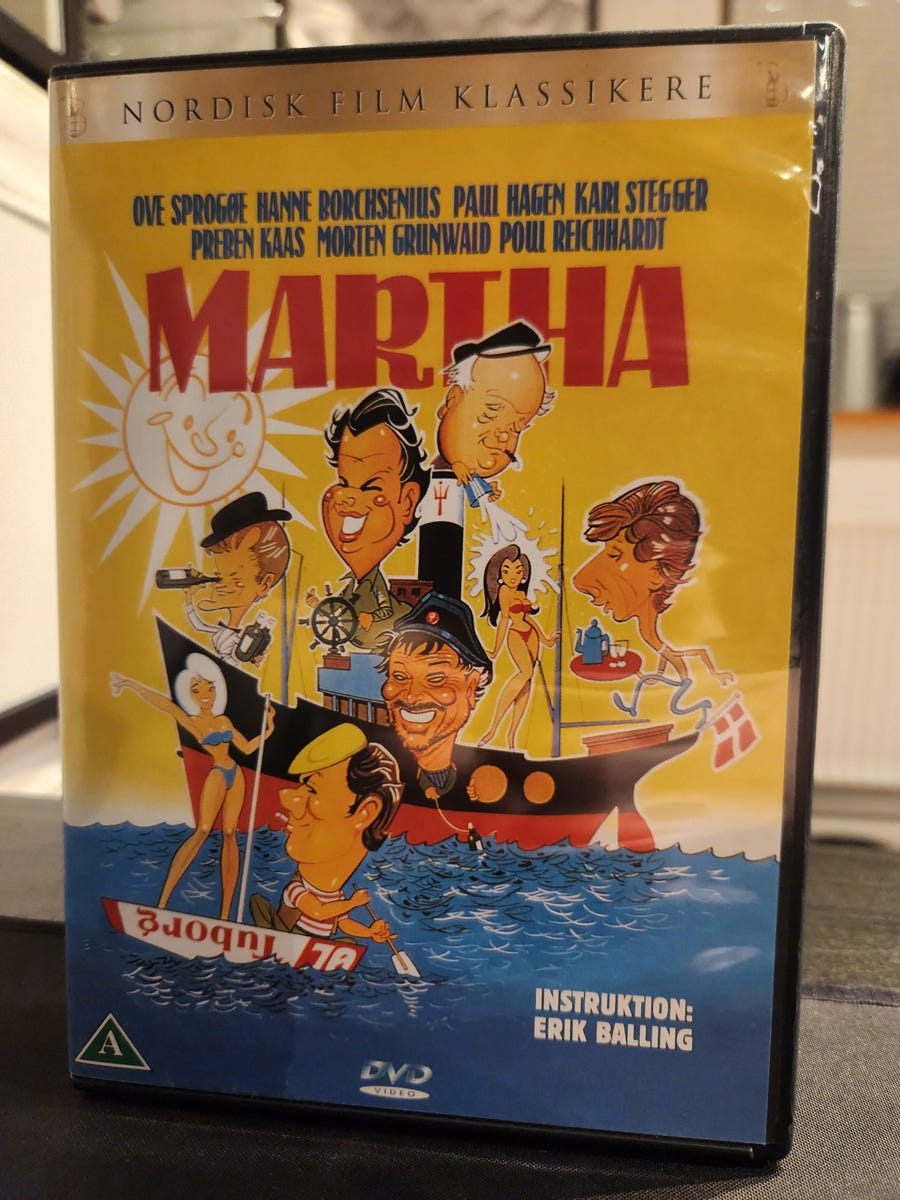 NORDISK FILM KLASSIKERE
OVE SPROGØE HANNE BORCHSENIUS PAUL HAGEN KARL STEGGER
PREBEN KAAS MORTEN GRUNWALD POUL REICHHARDT
MARTHA
ØL Tuborg
INSTRUKTION:
ERIK BALLING
A
DVD
VIDEO